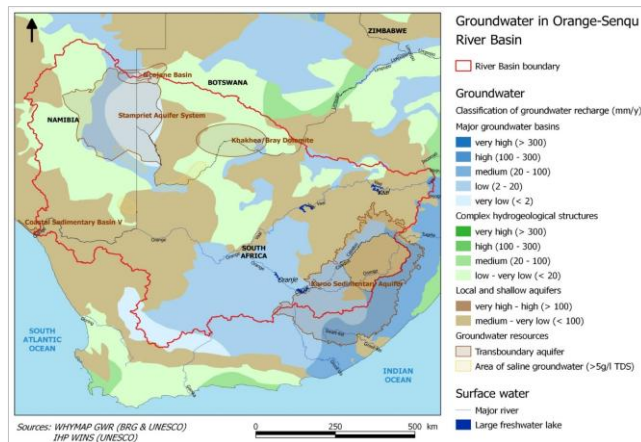 Groundwater in Orange-Senqu
River Basin
River Basin boundary
Groundwater
Classification of groundwater recharge (mm/y)
Major groundwater basins
very high (> 300)
high (100 - 300)
medium (20 - 100)
low (2 - 20)
very low (< 2)
Complex hydrogeological structures
very high (> 300)
high (100 - 300)
medium (20 - 100)
low - very low (< 20)
Local and shallow aquifers
very high - high (> 100)
medium - very low (< 100)
Groundwater resources
Transboundary aquifer
Area of saline groundwater (>5g/l TDS)
Surface water
Major river
Large freshwater lake
ZIMBABWE
BOTSWANA
Stampriet Aquifer System
NAMIBIA
Khakhea/Bray Dolomite
Coastal Sedimentary Basin V
Orange
SOUTH
AFRICA
Orange
Karoo Sedimentary Aquifer
SOUTH
ATLANTIC
OCEAN
INDIAN
OCEAN
Sources: WHYMAP GWR (BRG & UNESCO)
IHP WINS (UNESCO)
0 250 500
km